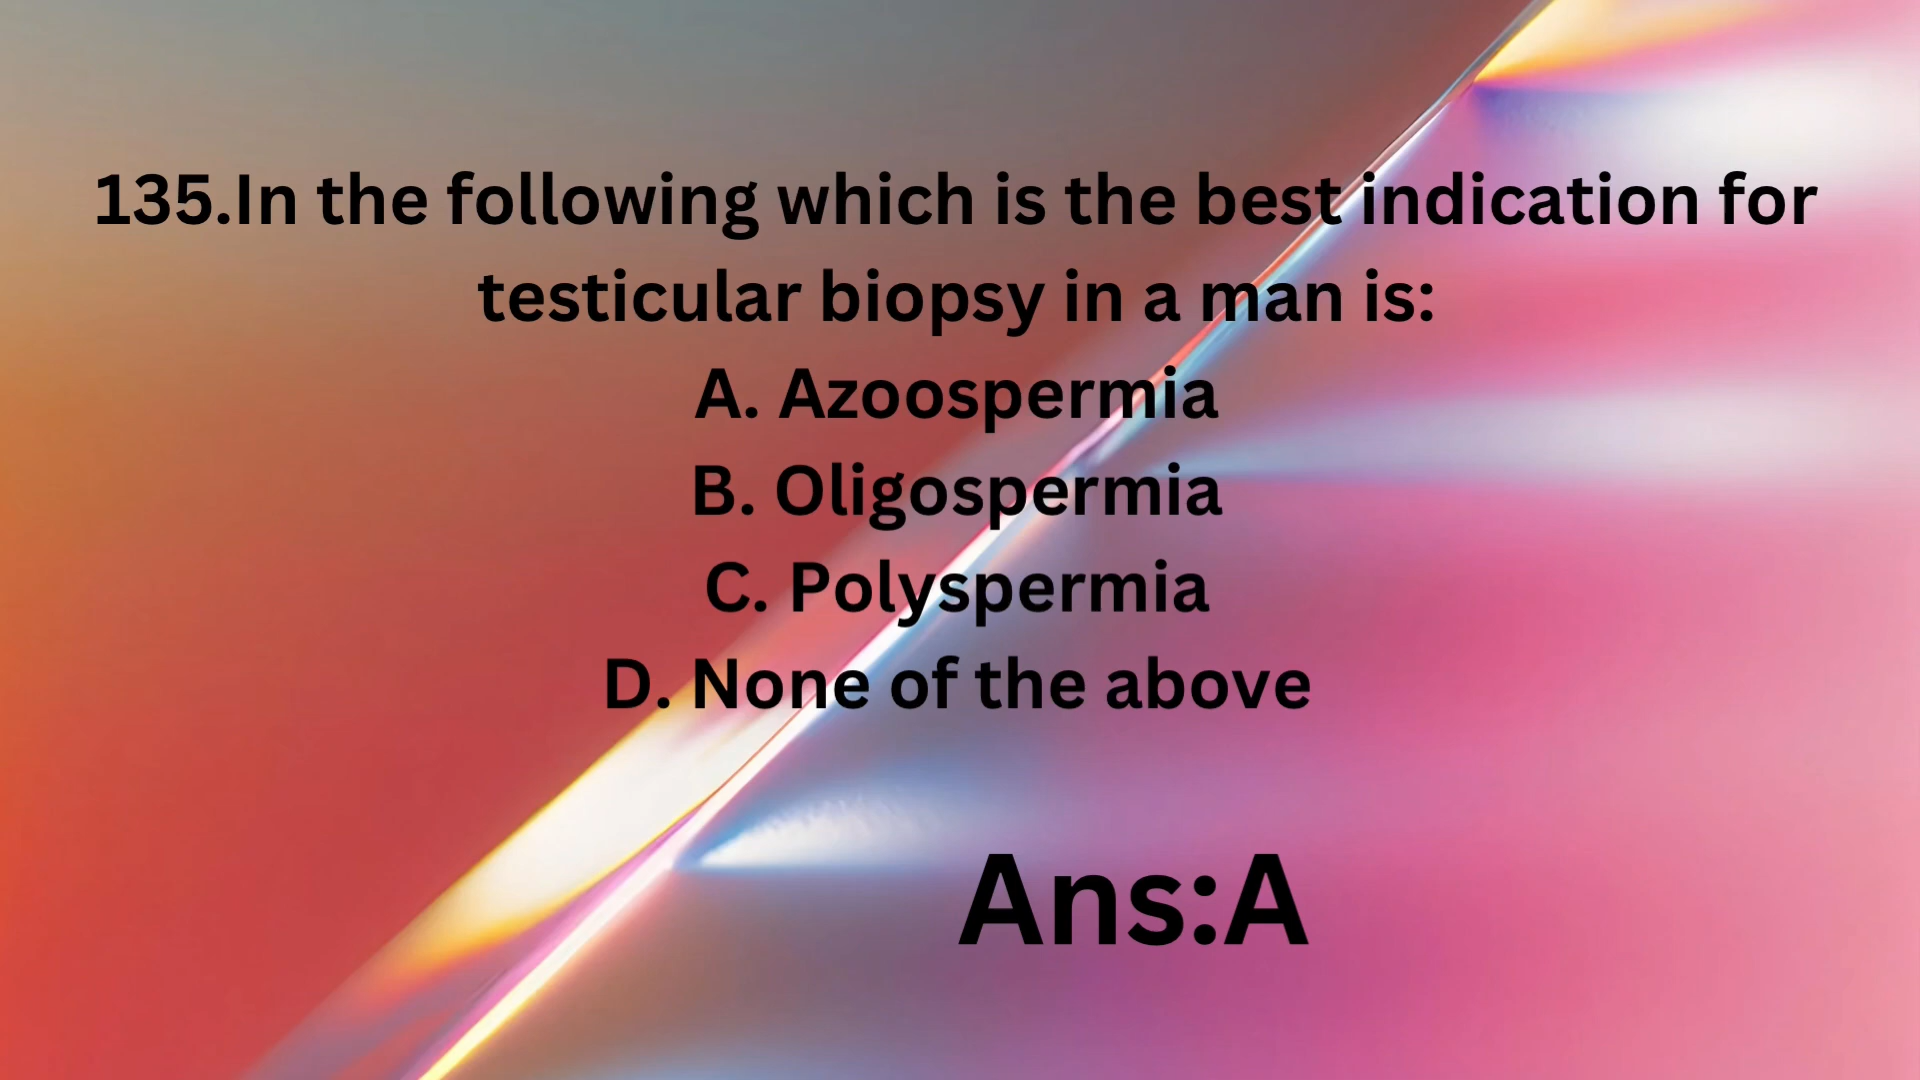 135.In the following which is the best indication for
testicular biopsy in a man is:
A. Azoospermia
B. Oligospermia
C. Polyspermia
D. None of the above
Ans:A